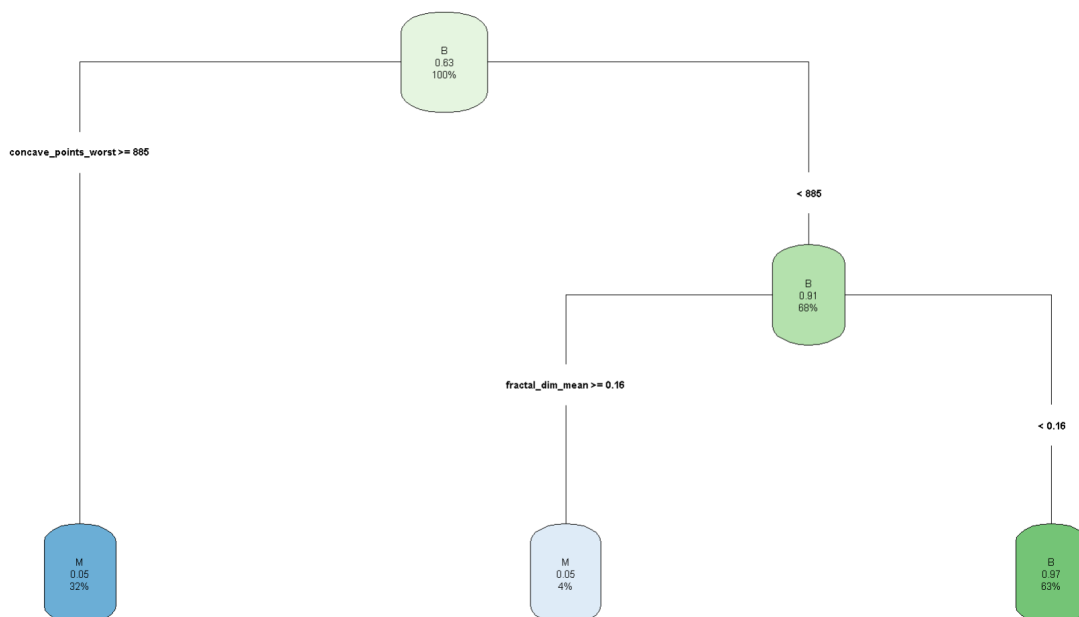 B
0.63
100%
concave_points_worst >= 885
< 885
B
0.91
68%
fractal_dim_mean >= 0.16
< 0.16
M
0.05
32%
M
0.05
4%
B
0.97
63%